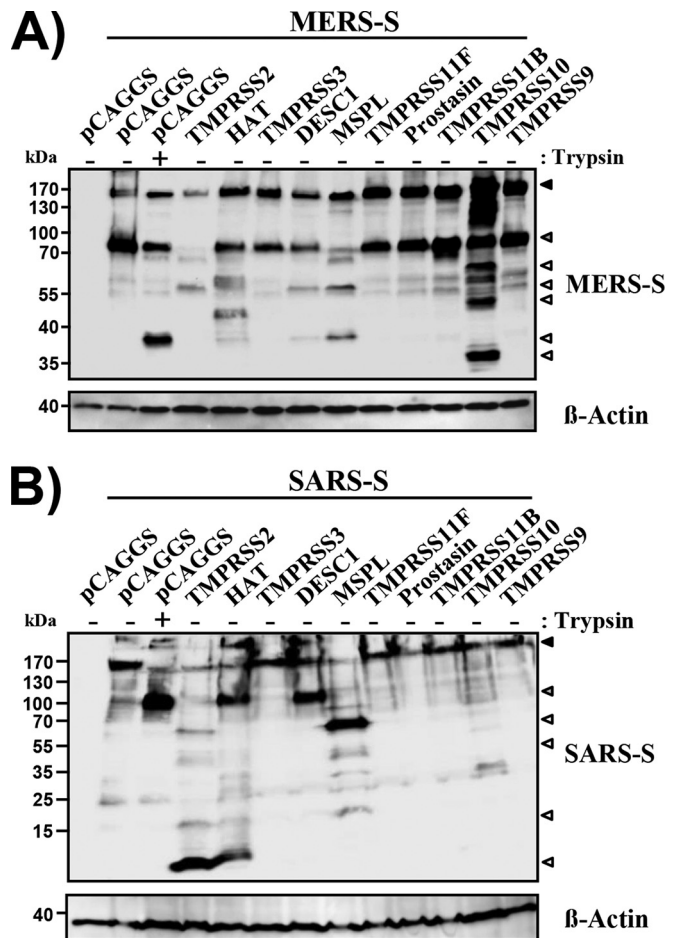 A)
MERS-S
pCAGGS pCAGGS pCAGGS TMPRSS2 HAT TMPRSS3 DESC1 MSPL TMPRSS11F Prostasin TMPRSS11B TMPRSS10 TMPRSS9
kDa - - + - - - - - - - - - - : Trypsin
170
130
100
70
55
40
35
MERS-S
40
ß-Actin
B)
SARS-S
pCAGGS pCAGGS pCAGGS TMPRSS2 HAT TMPRSS3 DESC1 MSPL TMPRSS11F Prostasin TMPRSS11B TMPRSS10 TMPRSS9
kDa - - + - - - - - - - - - - : Trypsin
170
130
100
70
55
35
25
15
SARS-S
40
ß-Actin